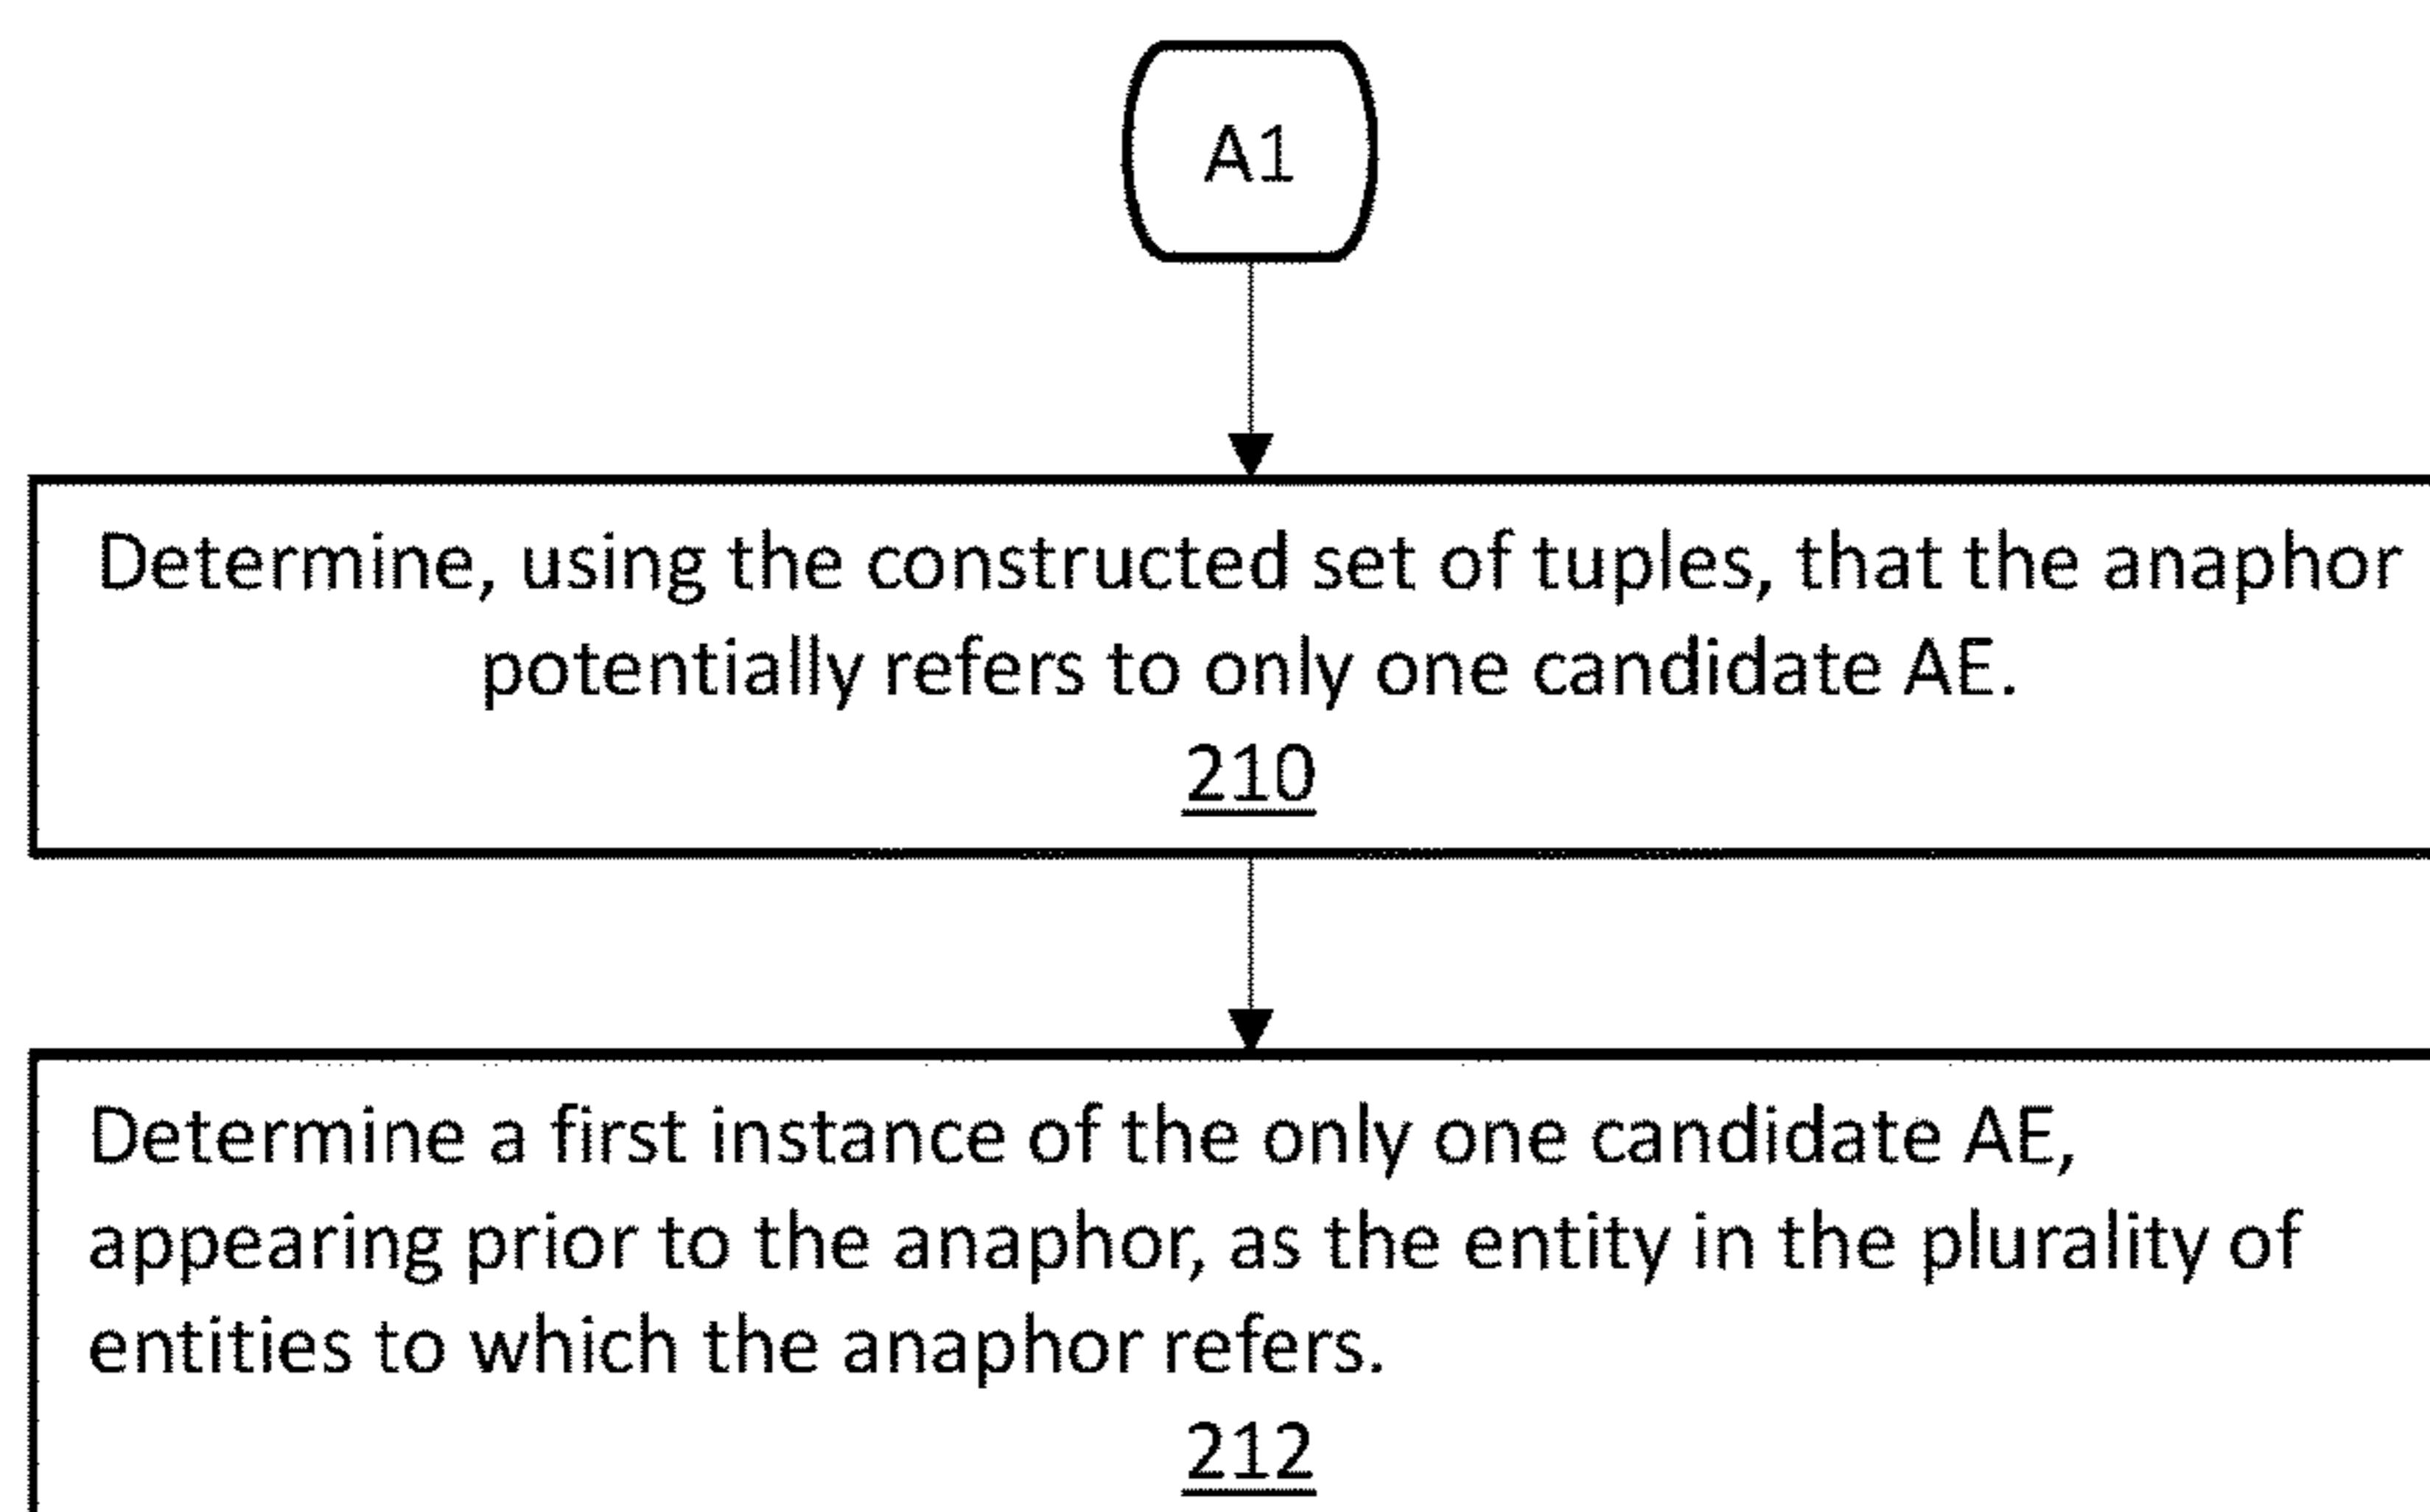 A1
Determine, using the constructed set of tuples, that the anaphor
potentially refers to only one candidate AE.
210
Determine a first instance of the only one candidate AE,
appearing prior to the anaphor, as the entity in the plurality of
entities to which the anaphor refers.
212